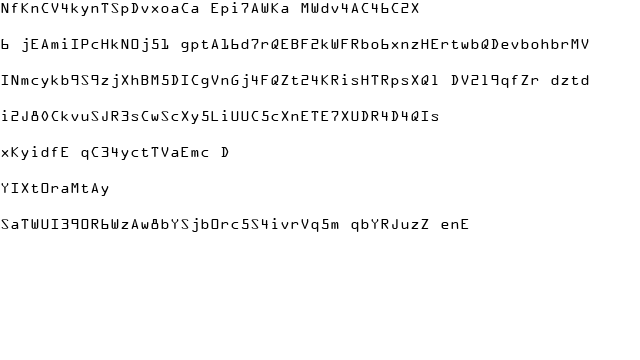 NfKnCV4kynTSpDvxoaCa Epi7AWKa MWdv4AC46C2X
6 jEAmiIPcHkNOj51 gptA16d7rQEBF2kWFRbo6xnzHErtwbQDevbohbrMV
INmcykb9S9zjXhBM5DICgVnGj4FQZt24KRisHTRpsXQl DV219qfZr dztd
i2J80CkvuSJR3sCwScXy5LiUUC5cXnETE7XUDR4D4QIs
xKyidfE qC34yctTVaEmc D
YIXtOraMtAy
SaTWUI39OR6WzAw8bYSjbOrc5S4ivrVq5m qbYRJuzZ enE